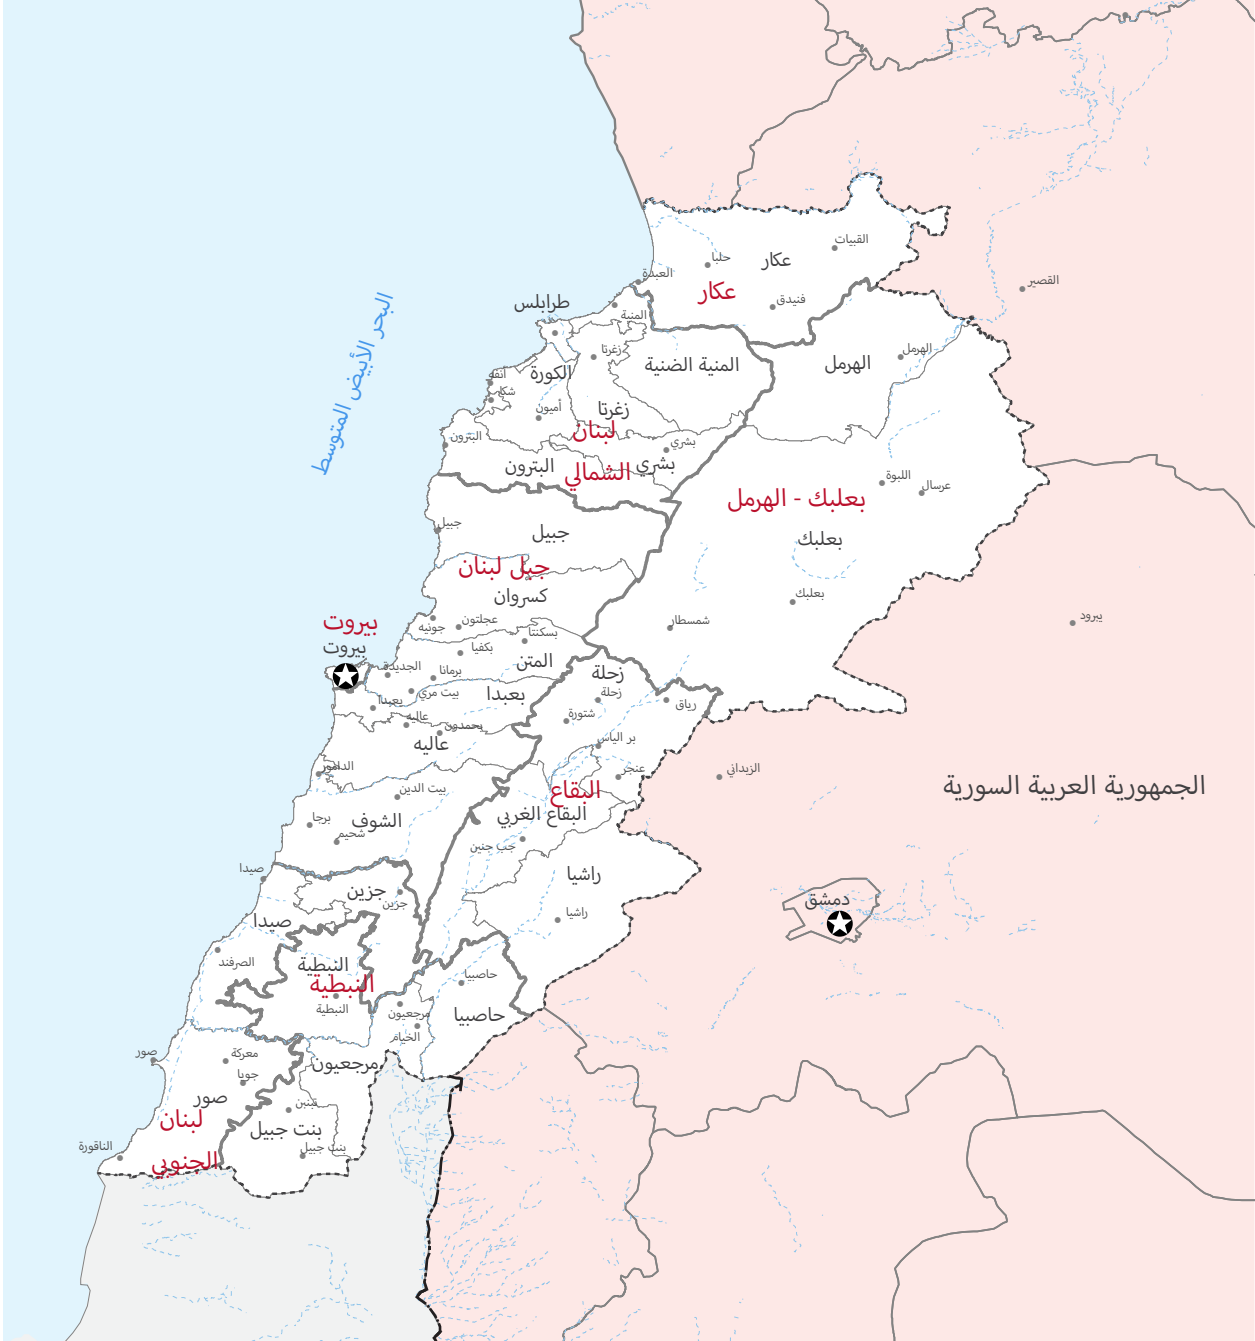 القبيات
حلبا
عكار
العبدة
عكار
القصير
فنيدق
طرابلس
المنية
زغرتا
الهرمل
المنية الضنية
الهرمل
الكورة
أنفه
شكا
أميون
زغرتا
البحر الأبيض المتوسط
لبنان
الشمالي
البترون
بشري
البترون
بشري
اللبوة
عرسال
بعلبك - الهرمل
بعلبك
جبيل
جبيل
جبل لبنان
كسروان
بعلبك
يبرود
شمسطار
عجلتون
جونيه
بسكنتا
بيروت
بيروت
بكفيا
المتن
الجديدة
برمانا
زحلة
زحلة
بيت مري
بعبدا
بعبدا
رياق
شتورة
عاليه
بحمدون
عاليه
بر الياس
الدامور
عنجر
الزبداني
الجمهورية العربية السورية
بيت الدين
البقاع
البقاع الغربي
برجا
الشوف
شحيم
جب جنين
صيدا
راشيا
جزين
جزين
دمشق
راشيا
صيدا
الصرفند
النبطية
النبطية
النبطية
حاصبيا
حاصبيا
مرجعيون
الخيام
صور
معركة
جويا
مرجعيون
صور
تبنين
لبنان
الجنوبي
بنت جبيل
بنت جبيل
الناقورة